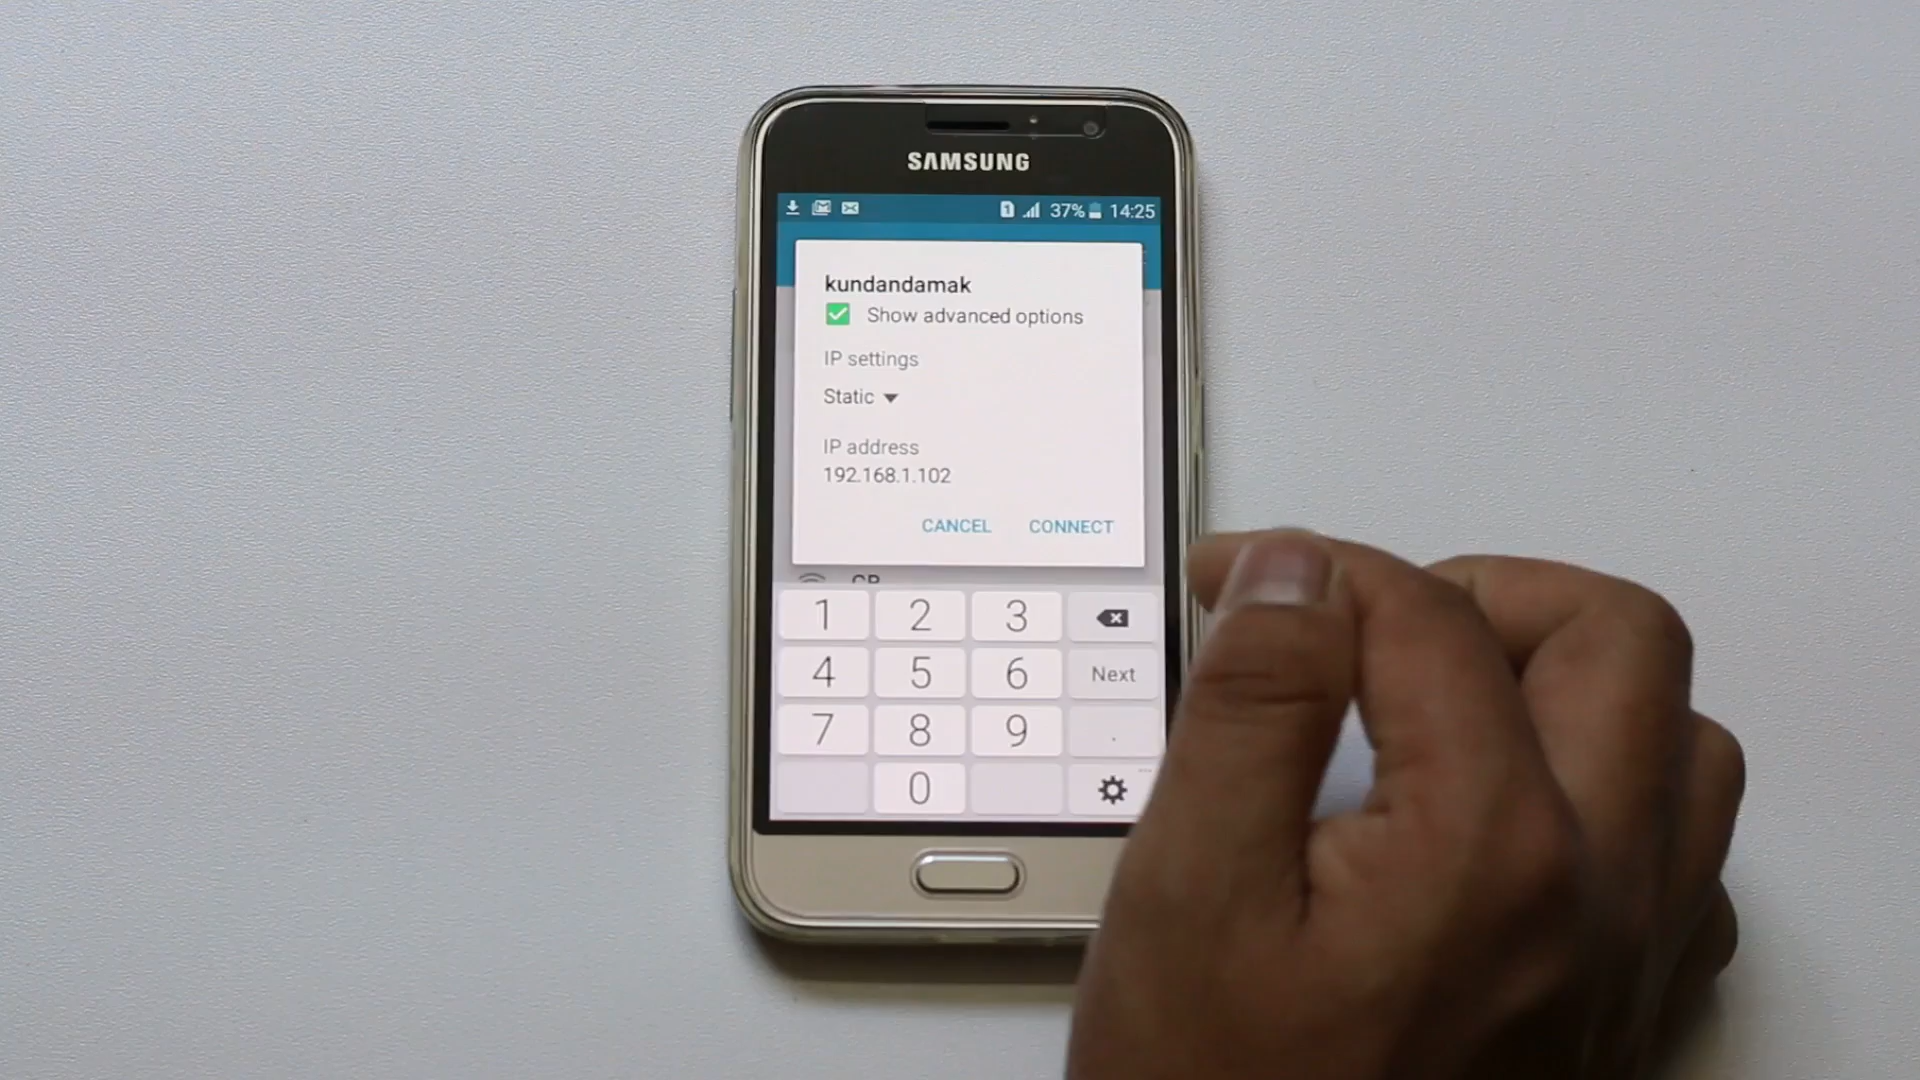 SAMSUNG
1 37% 14:25
kundandamak
Show advanced options
IP settings
Static
IP address
192.168.1.102
CANCEL CONNECT
1 2 3
4 5 6 Next
7 8 9 .
0